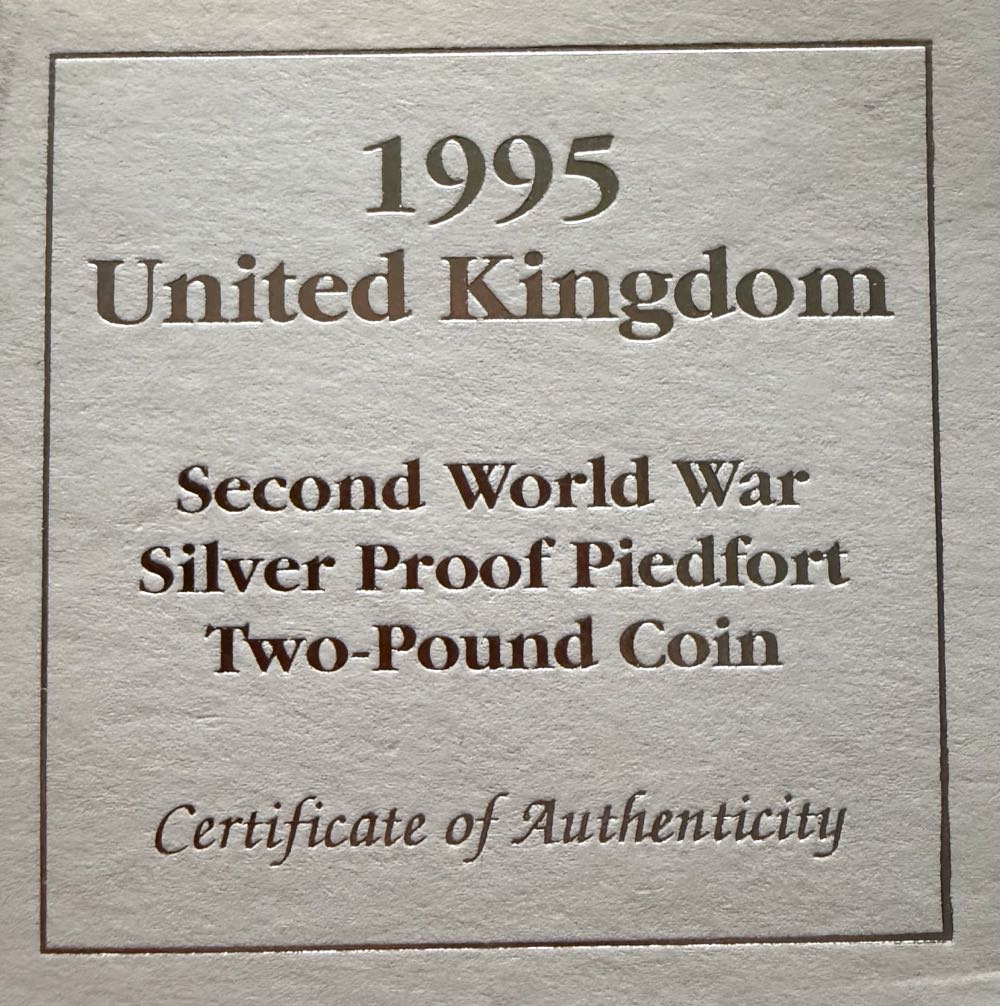 1995
United Kingdom
Second World War
Silver Proof Piedfort
Two-Pound Coin
Certificate of Authenticity